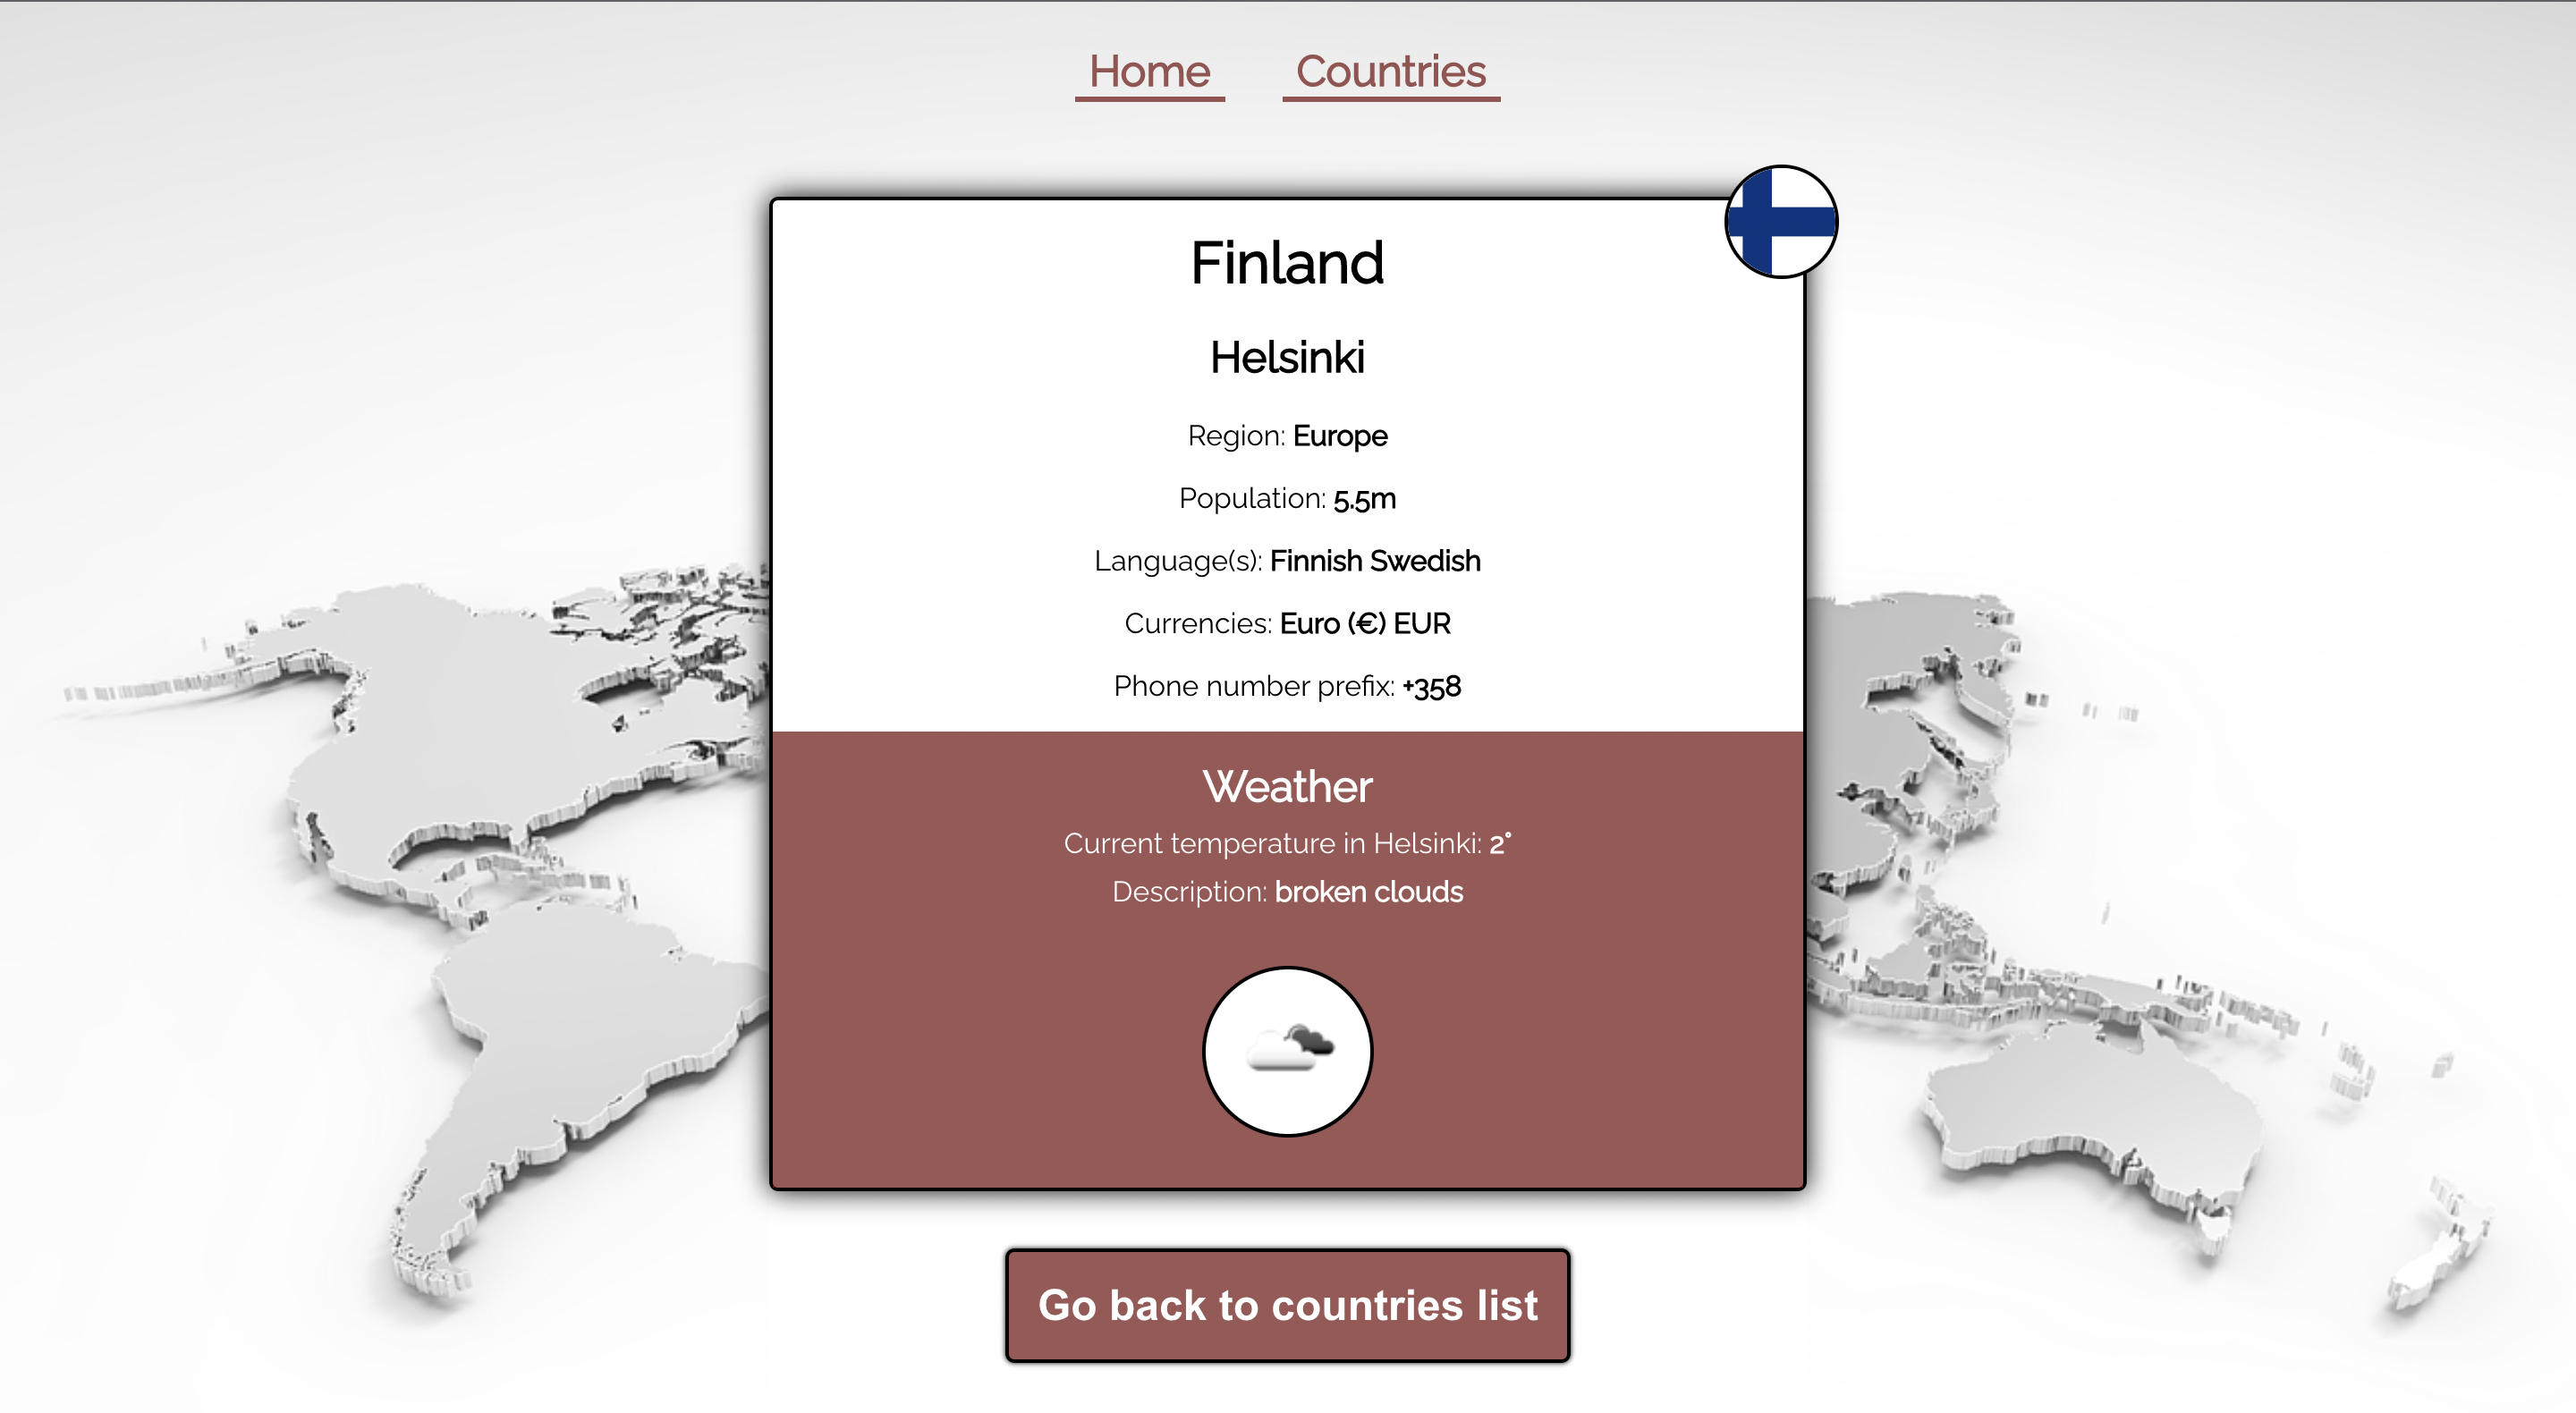 Home Countries
Finland
Helsinki
Region: Europe
Population: 5.5m
Language(s): Finnish Swedish
Currencies: Euro (€) EUR
Phone number prefix: +358
Weather
Current temperature in Helsinki: 2°
Description: broken clouds
Go back to countries list